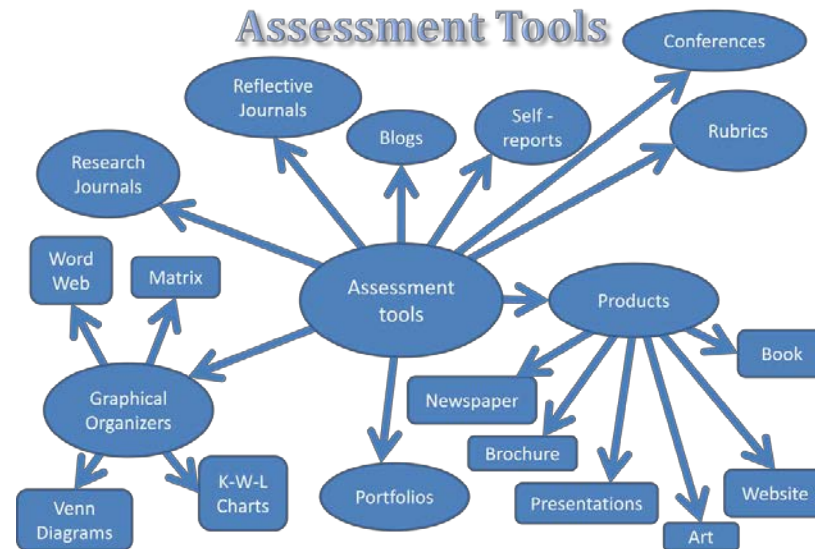 Assessment Tools
Conferences
Reflective
Journals
Self -
reports
Blogs
Rubrics
Research
Journals
Word
Web
Matrix
Assessment
tools
Products
Book
Newspaper
Graphical
Organizers
Brochure
K-W-L
Charts
Portfolios
Presentations
Website
Venn
Diagrams
Art